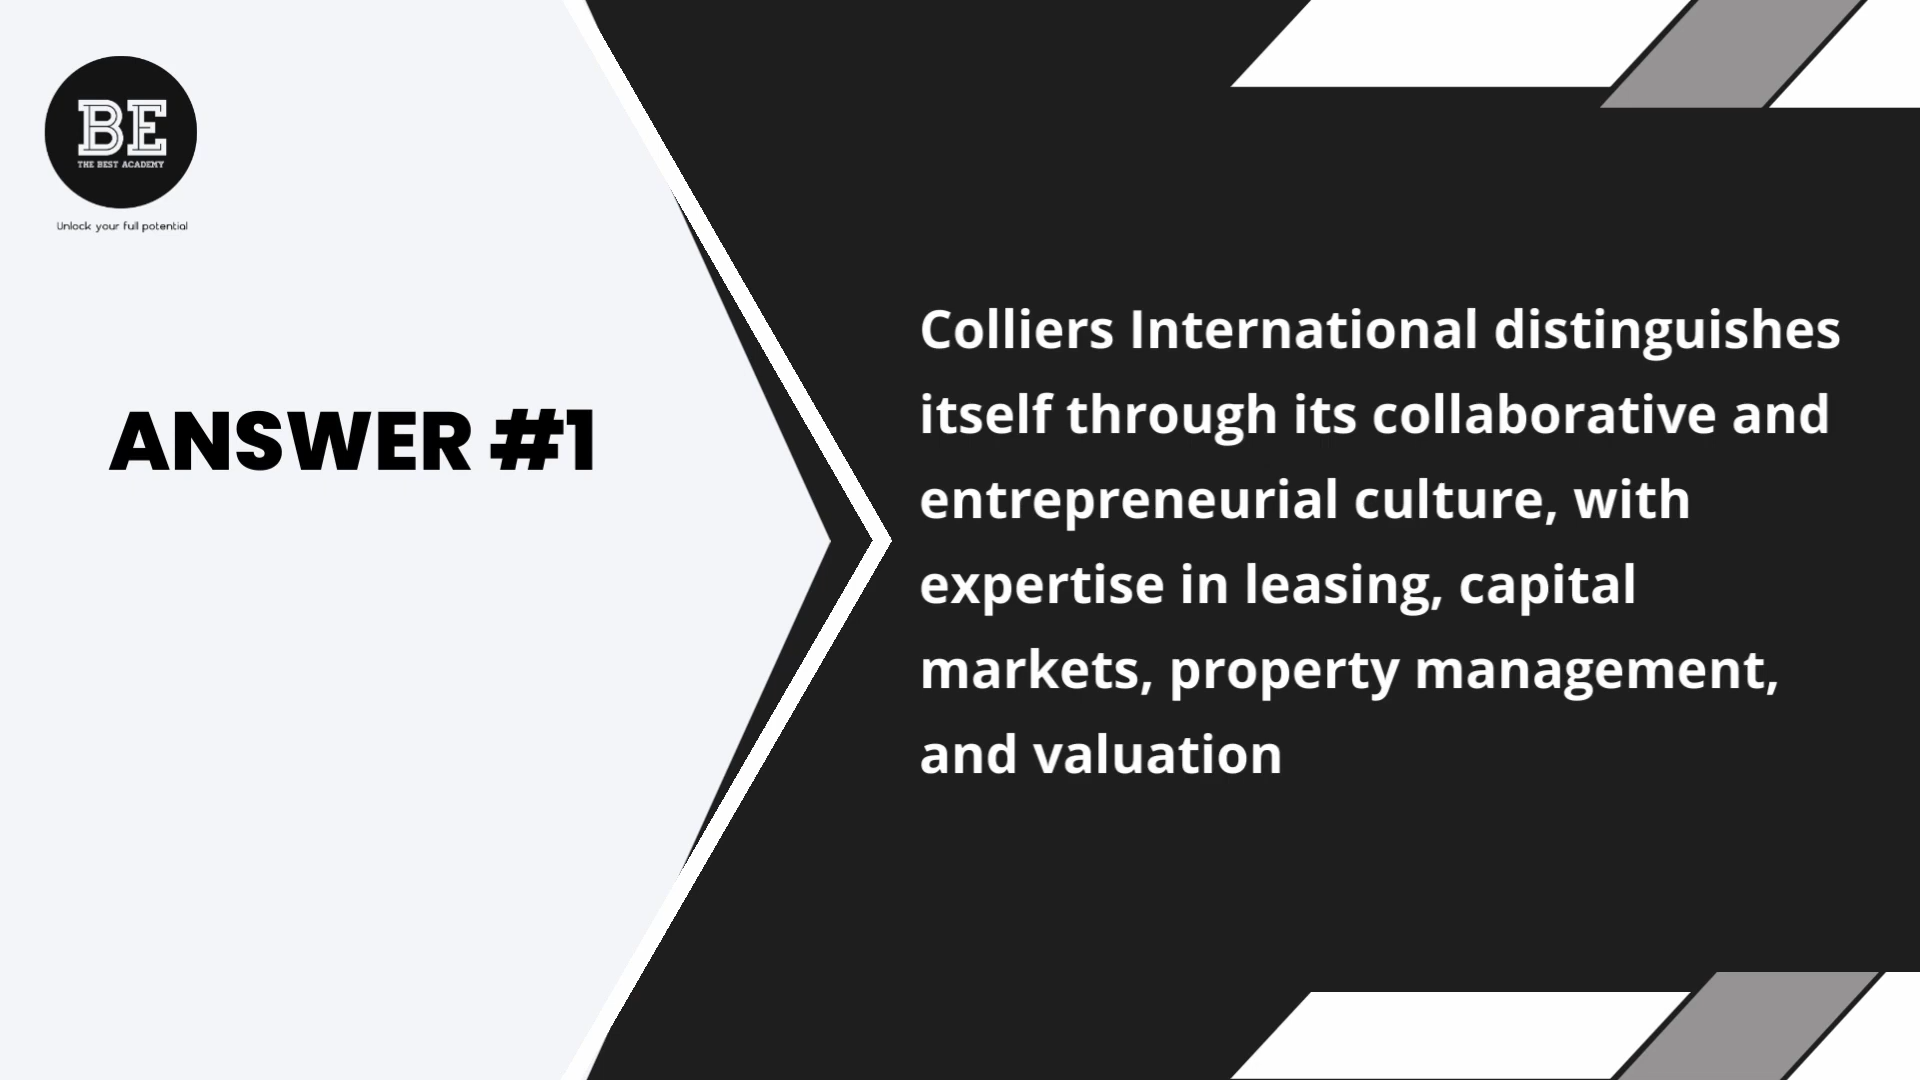 BE
THE BEST ACADEMY
Unlock your full potential
ANSWER #1
Colliers International distinguishes
itself through its collaborative and
entrepreneurial culture, with
expertise in leasing, capital
markets, property management,
and valuation